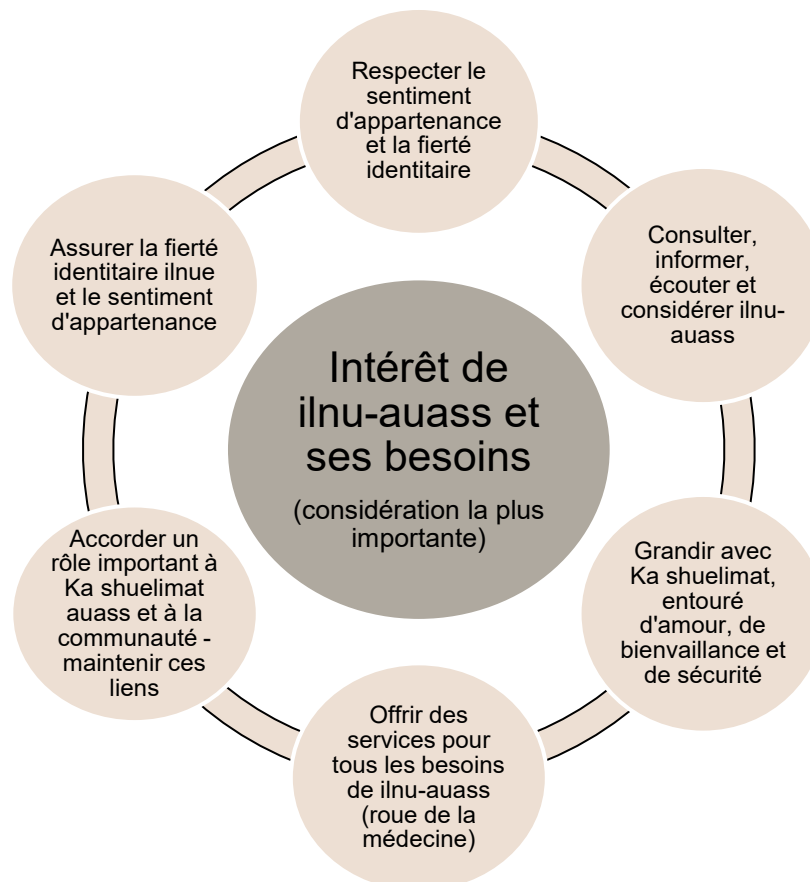 Respecter le
sentiment
d'appartenance
et la fierté
identitaire
Consulter,
informer,
écouter et
considérer ilnu-
auass
Grandir avec
Ka shuelimat,
entouré
d'amour, de
bienvaillance et
de sécurité
Offrir des
services pour
tous les besoins
de ilnu-auass
(roue de la
médecine)
Accorder un
rôle important à
Ka shuelimat
auass et à la
communauté -
maintenir ces
liens
Assurer la fierté
identitaire ilnue
et le sentiment
d'appartenance
Intérêt de
ilnu-auass et
ses besoins
(considération la plus
importante)